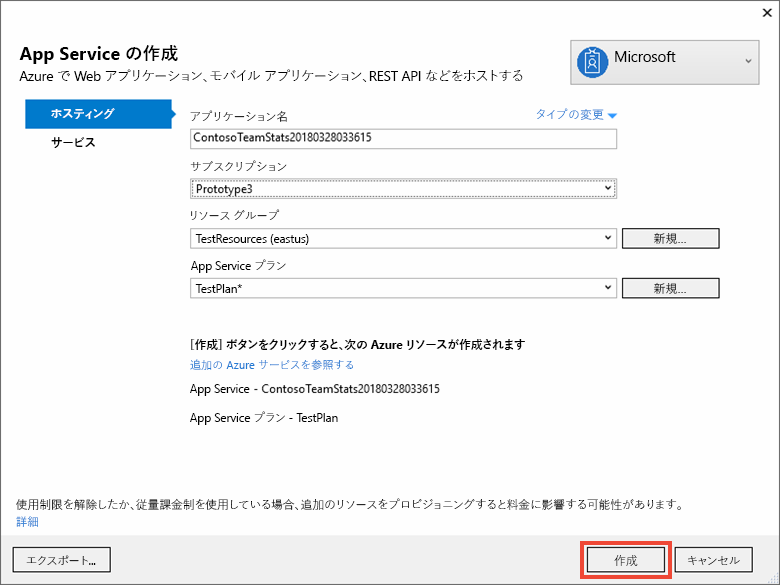 App Service の作成
Azure で Web アプリケーション、モバイル アプリケーション、REST API などをホストする
Microsoft
ホスティング
サービス
アプリケーション名
タイプの変更
ContosoTeamStats20180328033615
サブスクリプション
Prototype3
リソース グループ
TestResources (eastus)
新規...
App Service プラン
TestPlan*
新規...
[作成] ボタンをクリックすると、次の Azure リソースが作成されます
追加の Azure サービスを参照する
App Service - ContosoTeamStats20180328033615
App Service プラン - TestPlan
使用制限を解除したか、従量課金制を使用している場合、追加のリソースをプロビジョニングすると料金に影響する可能性があります。
詳細
エクスポート...
作成
キャンセル